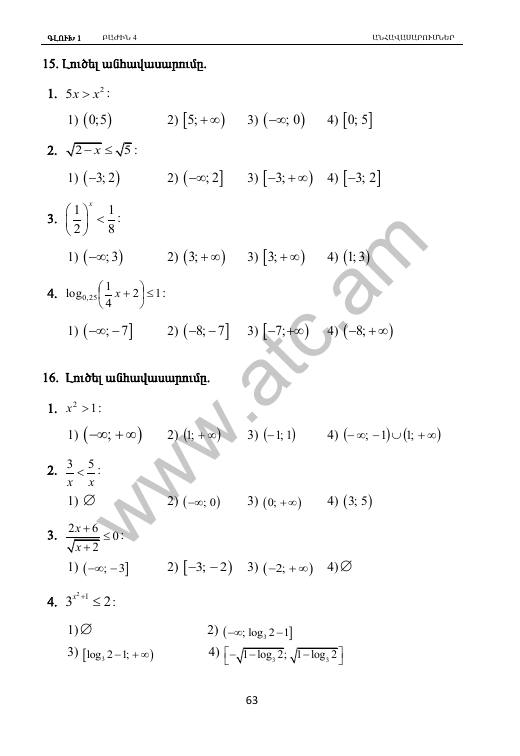 ԳԼՈՒԽ 1 ԲԱԺԻՆ 4 ԱՆՀԱՎԱՍԱՐՈՒՄՆԵՐ
15. Լուծել անհավասարումը.
1. 5x > x² :
1) (0;5) 2) [5; +∞) 3) (−∞; 0) 4) [0; 5]
2. √(2−x) ≤ √5 :
1) (−3; 2) 2) (−∞; 2] 3) [−3; +∞) 4) [−3; 2]
3. (1/2)ˣ < 1/8 :
1) (−∞; 3) 2) (3; +∞) 3) [3; +∞) 4) (1; 3)
4. log₀,₂₅(1/4 x + 2) ≤ 1 :
1) (−∞; −7] 2) (−8; −7] 3) [−7;+∞) 4) (−8; +∞)
16. Լուծել անհավասարումը.
1. x² > 1 :
1) (−∞; +∞) 2) (1; +∞) 3) (−1; 1) 4) (−∞; −1)∪(1; +∞)
2. 3/x < 5/x :
1) ∅ 2) (−∞; 0) 3) (0; +∞) 4) (3; 5)
3. (2x+6)/√(x+2) ≤ 0 :
1) (−∞; −3] 2) [−3; −2) 3) (−2; +∞) 4) ∅
4. 3^(x²+1) ≤ 2 :
1) ∅ 2) (−∞; log₃ 2 −1]
3) [log₃ 2 −1; +∞) 4) [−√(1−log₃ 2); √(1−log₃ 2)]
63
www.atc.am